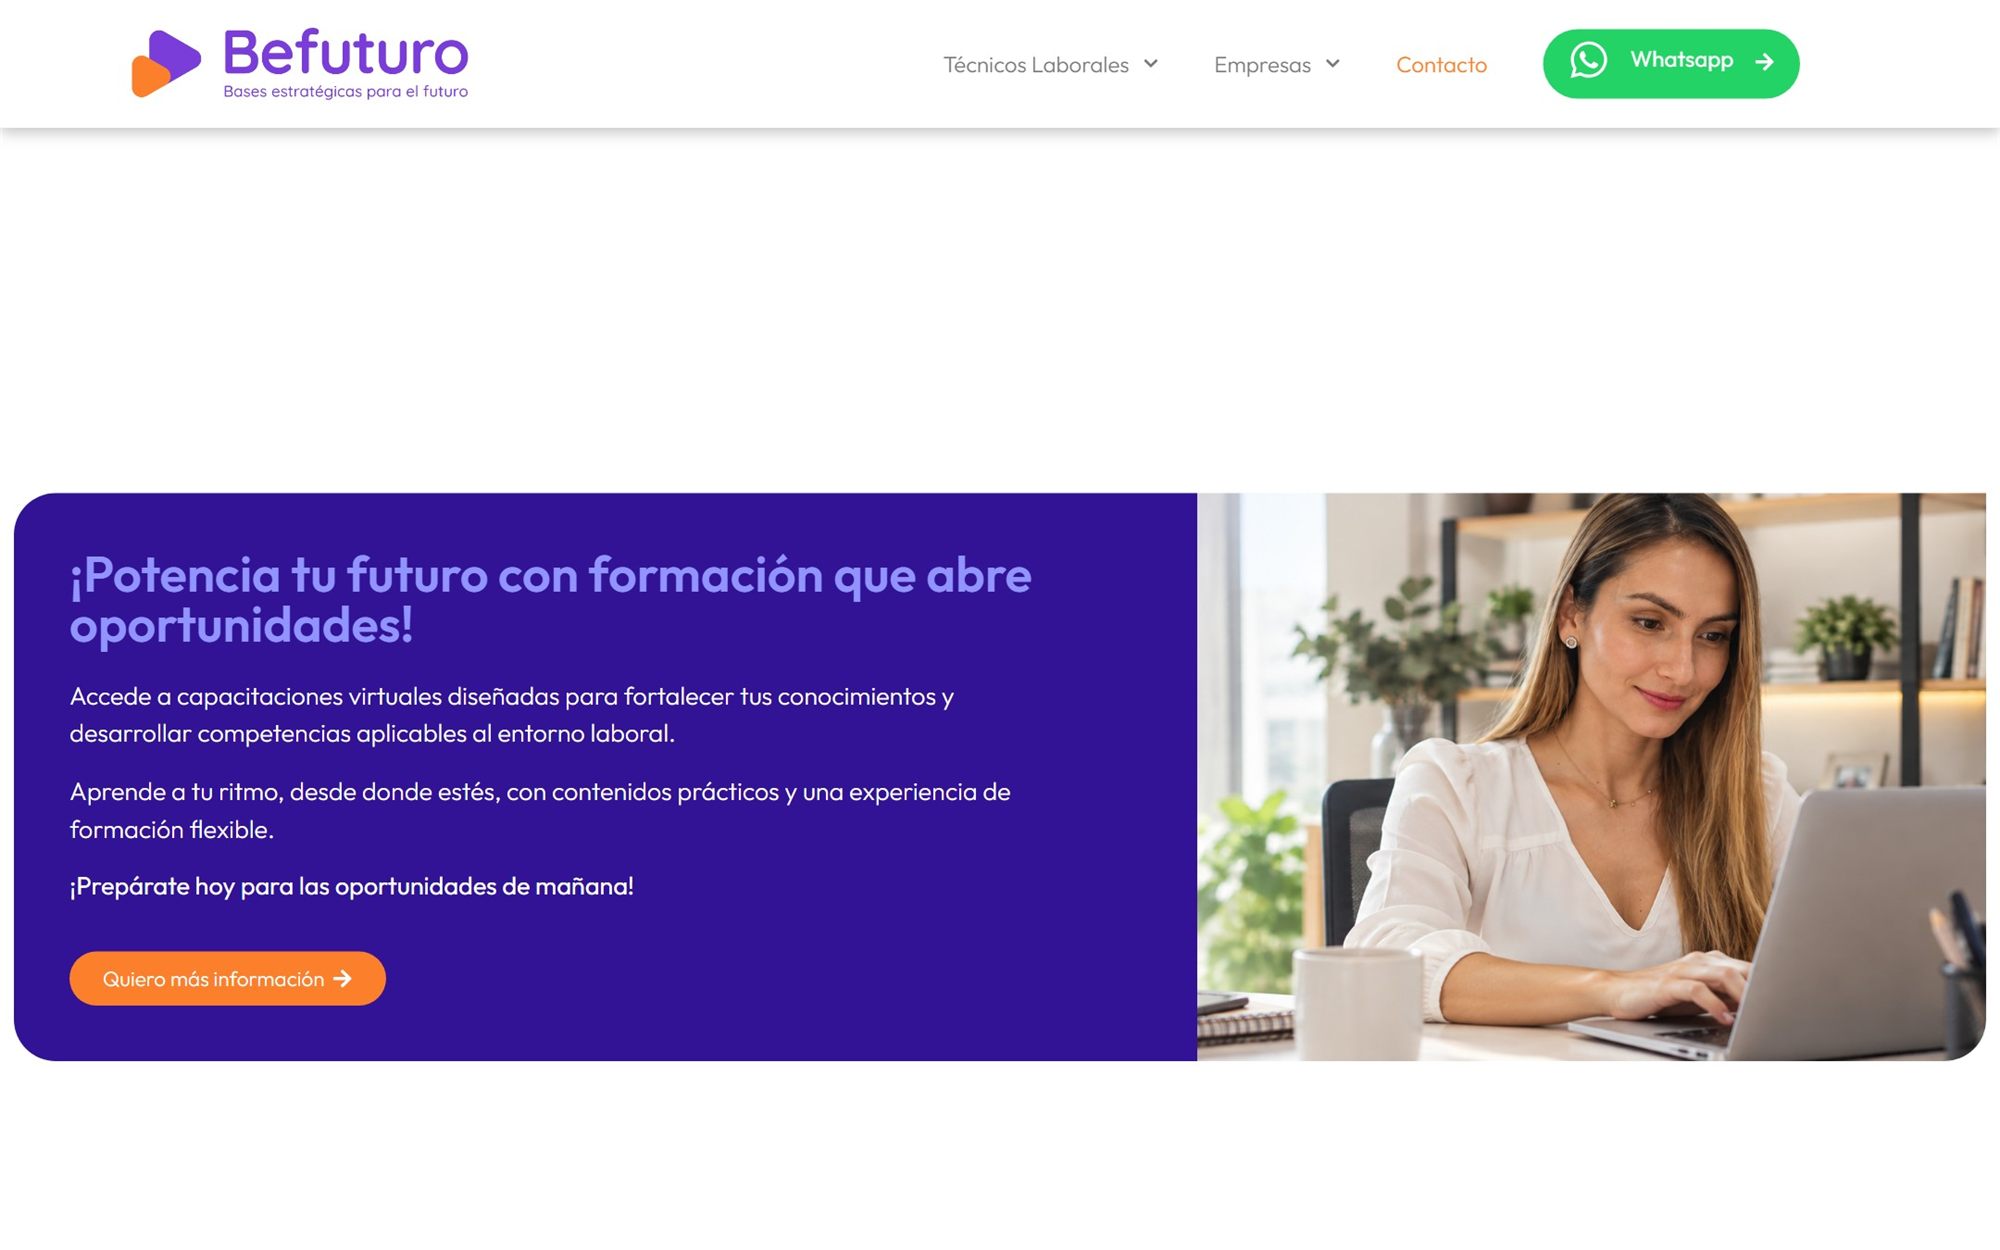 Befuturo
Bases estratégicas para el futuro
Técnicos Laborales
Empresas
Contacto
Whatsapp
¡Potencia tu futuro con formación que abre
oportunidades!
Accede a capacitaciones virtuales diseñadas para fortalecer tus conocimientos y
desarrollar competencias aplicables al entorno laboral.
Aprende a tu ritmo, desde donde estés, con contenidos prácticos y una experiencia de
formación flexible.
¡Prepárate hoy para las oportunidades de mañana!
Quiero más información